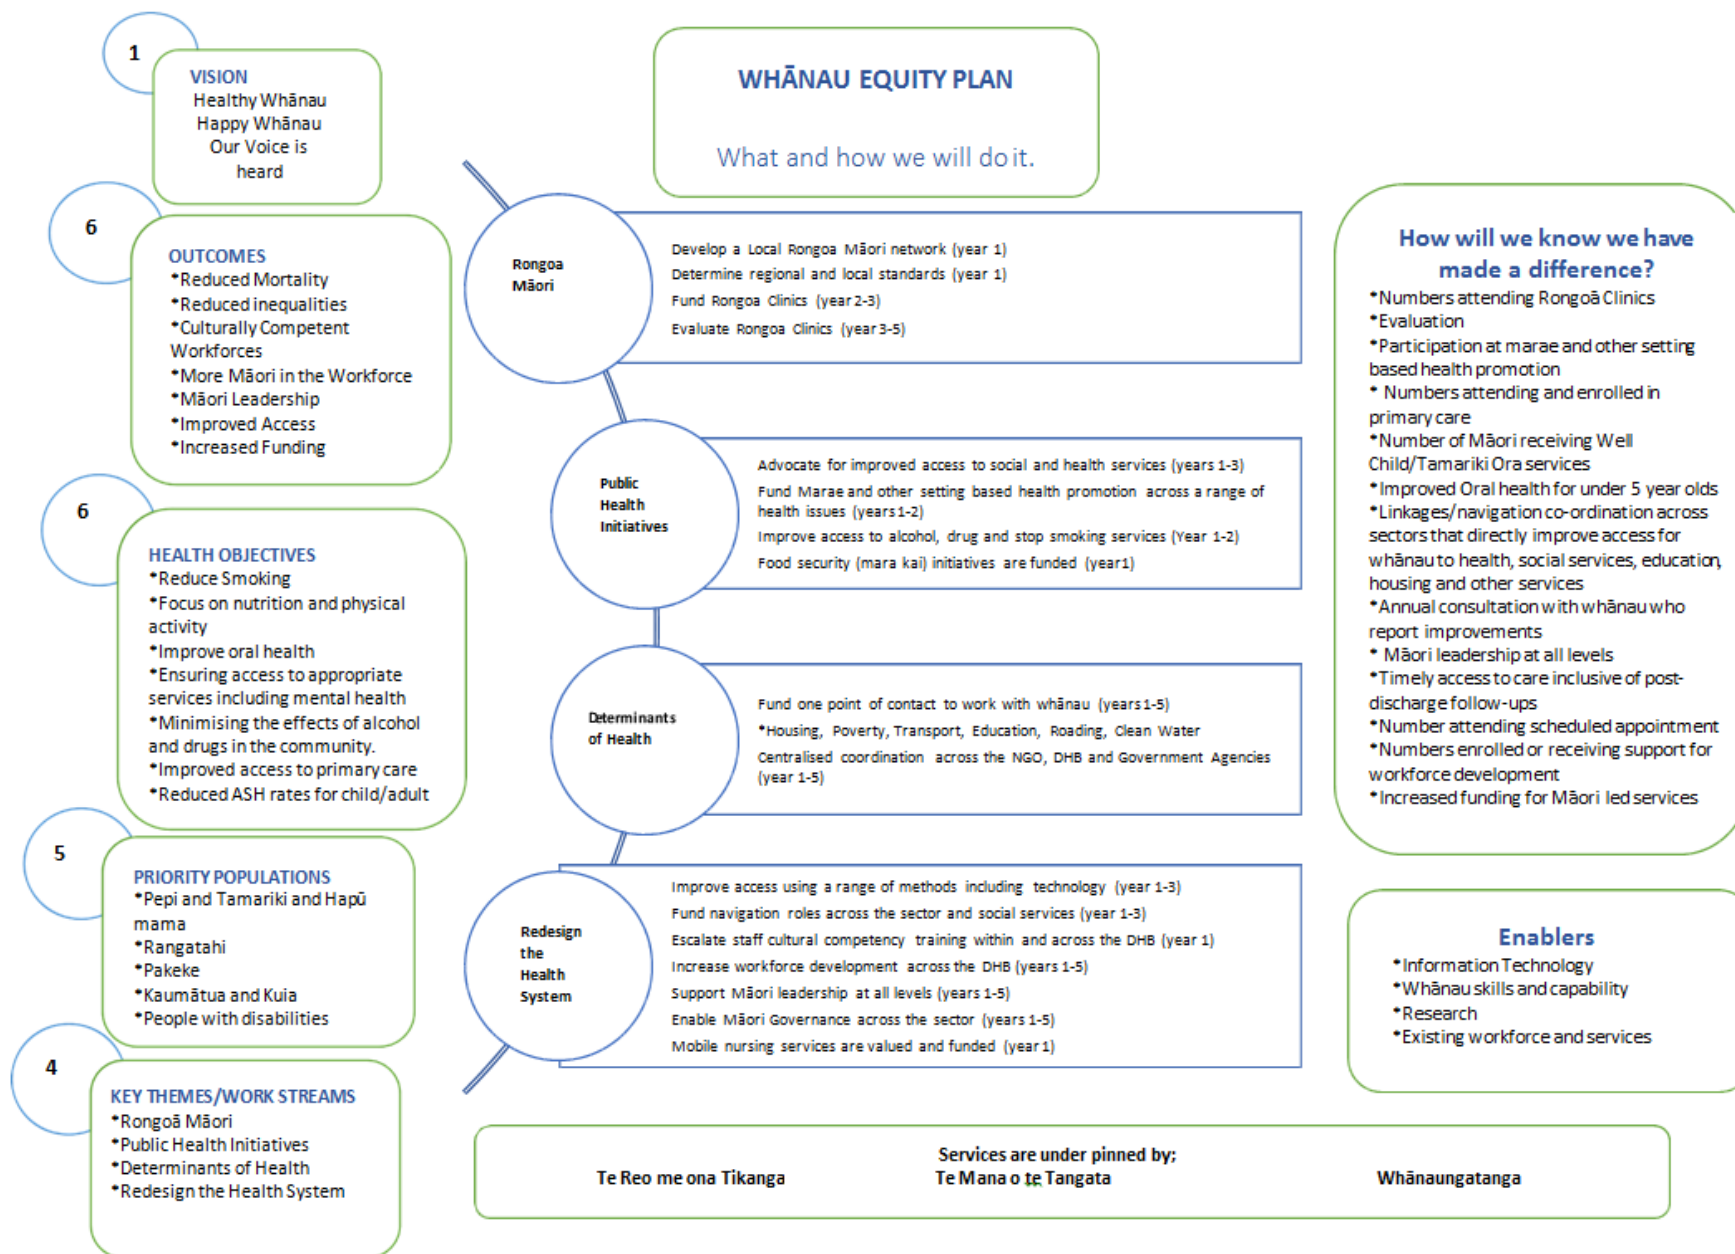 1
VISION
Healthy Whānau
Happy Whānau
Our Voice is
heard
6
OUTCOMES
*Reduced Mortality
*Reduced inequalities
*Culturally Competent
Workforces
*More Māori in the Workforce
*Māori Leadership
*Improved Access
*Increased Funding
6
HEALTH OBJECTIVES
*Reduce Smoking
*Focus on nutrition and physical
activity
*Improve oral health
*Ensuring access to appropriate
services including mental health
*Minimising the effects of alcohol
and drugs in the community.
*Improved access to primary care
*Reduced ASH rates for child/adult
5
PRIORITY POPULATIONS
*Pepi and Tamariki and Hapū
mama
*Rangatahi
*Pakeke
*Kaumātua and Kuia
*People with disabilities
4
KEY THEMES/WORK STREAMS
*Rongoā Māori
*Public Health Initiatives
*Determinants of Health
*Redesign the Health System
WHĀNAU EQUITY PLAN
What and how we will do it.
Rongoa
Māori
Develop a Local Rongoa Māori network (year 1)
Determine regional and local standards (year 1)
Fund Rongoa Clinics (year 2-3)
Evaluate Rongoa Clinics (year 3-5)
Public
Health
Initiatives
Advocate for improved access to social and health services (years 1-3)
Fund Marae and other setting based health promotion across a range of
health issues (years 1-2)
Improve access to alcohol, drug and stop smoking services (Year 1-2)
Food security (mara kai) initiatives are funded (year1)
Determinants
of Health
Fund one point of contact to work with whānau (years 1-5)
*Housing, Poverty, Transport, Education, Roading, Clean Water
Centralised coordination across the NGO, DHB and Government Agencies
(year 1-5)
Redesign
the
Health
System
Improve access using a range of methods including technology (year 1-3)
Fund navigation roles across the sector and social services (year 1-3)
Escalate staff cultural competency training within and across the DHB (year 1)
Increase workforce development across the DHB (years 1-5)
Support Māori leadership at all levels (years 1-5)
Enable Māori Governance across the sector (years 1-5)
Mobile nursing services are valued and funded (year 1)
How will we know we have
made a difference?
*Numbers attending Rongoā Clinics
*Evaluation
*Participation at marae and other setting
based health promotion
* Numbers attending and enrolled in
primary care
*Number of Māori receiving Well
Child/Tamariki Ora services
*Improved Oral health for under 5 year olds
*Linkages/navigation co-ordination across
sectors that directly improve access for
whānau to health, social services, education,
housing and other services
*Annual consultation with whānau who
report improvements
* Māori leadership at all levels
*Timely access to care inclusive of post-
discharge follow-ups
*Number attending scheduled appointment
*Numbers enrolled or receiving support for
workforce development
*Increased funding for Māori led services
Enablers
*Information Technology
*Whānau skills and capability
*Research
*Existing workforce and services
Services are under pinned by;
Te Reo me ona Tikanga Te Mana o te Tangata Whānaungatanga